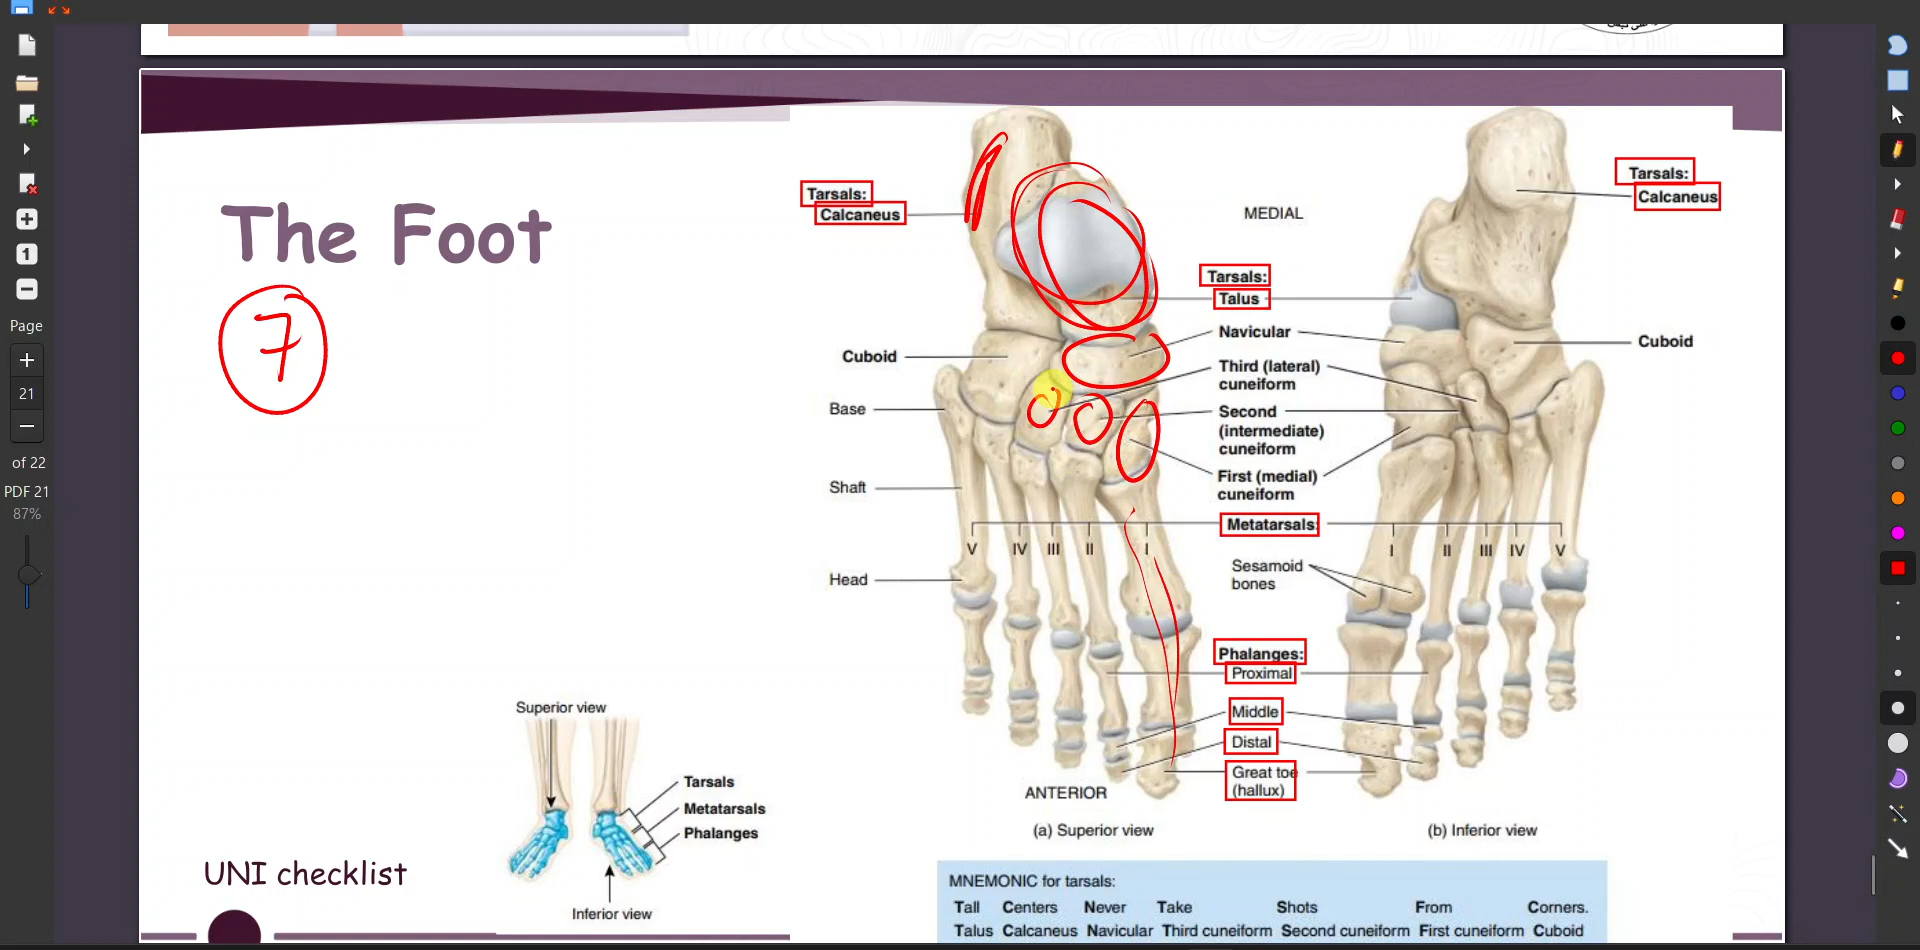 Page
21
of 22
PDF 21
87%
1
The Foot
7
Tarsals:
Calcaneus
MEDIAL
Tarsals:
Calcaneus
Tarsals:
Talus
Navicular
Cuboid
Cuboid
Third (lateral)
cuneiform
Base
Second
(intermediate)
cuneiform
First (medial)
cuneiform
Shaft
Metatarsals:
V IV III II I
I II III IV V
Sesamoid
bones
Head
Phalanges:
Proximal
Middle
Distal
Great toe
(hallux)
ANTERIOR
(a) Superior view
(b) Inferior view
Superior view
Tarsals
Metatarsals
Phalanges
Inferior view
UNI checklist
MNEMONIC for tarsals:
Tall Centers Never Take Shots From Corners.
Talus Calcaneus Navicular Third cuneiform Second cuneiform First cuneiform Cuboid